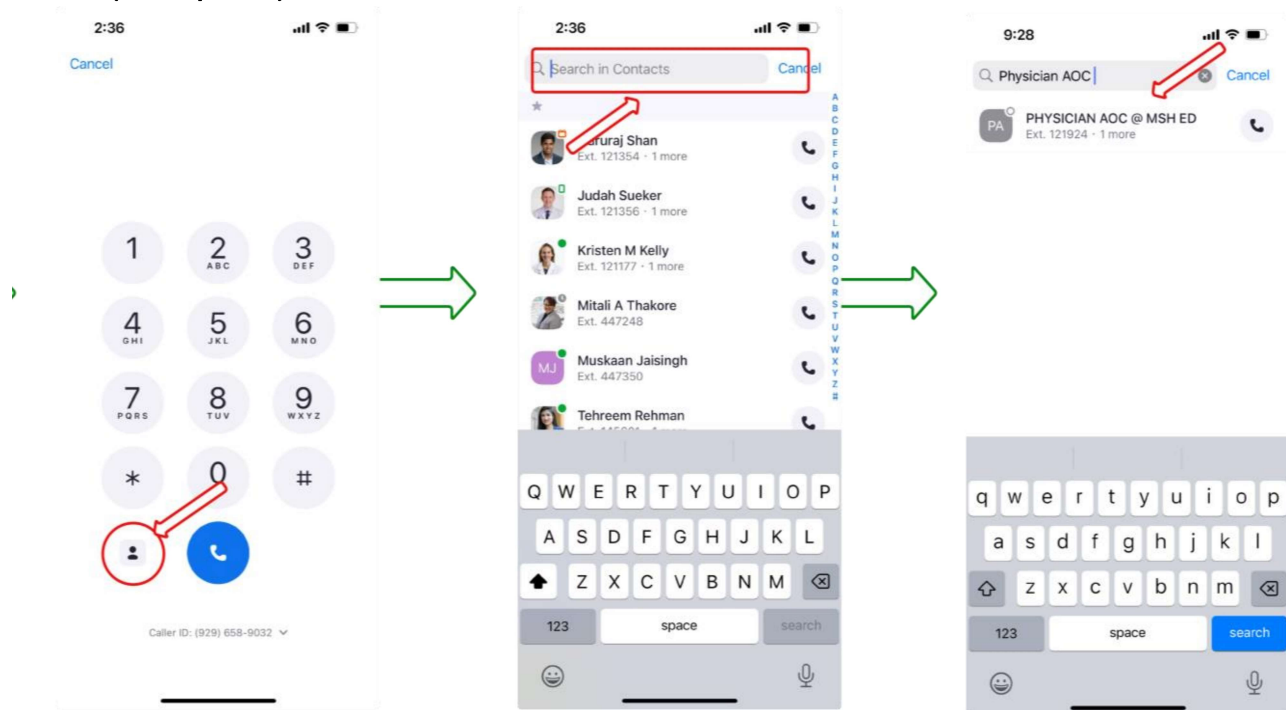 2:36
Cancel
1
2
ABC
3
DEF
4
GHI
5
JKL
6
MNO
7
PQRS
8
TUV
9
WXYZ
*
0
#
Caller ID: (929) 658-9032
2:36
Search in Contacts
Cancel
Shan
Ext. 121354 · 1 more
Judah Sueker
Ext. 121356 · 1 more
Kristen M Kelly
Ext. 121177 · 1 more
Mitali A Thakore
Ext. 447248
MJ
Muskaan Jaisingh
Ext. 447350
Tehreem Rehman
A
B
C
D
E
F
G
H
I
J
K
L
M
N
O
P
Q
R
S
T
U
V
W
X
Y
Z
#
Q W E R T Y U I O P
A S D F G H J K L
Z X C V B N M
123 space search
9:28
Physician AOC
Cancel
PA
PHYSICIAN AOC @ MSH ED
Ext. 121924 · 1 more
q w e r t y u i o p
a s d f g h j k l
z x c v b n m
123 space search